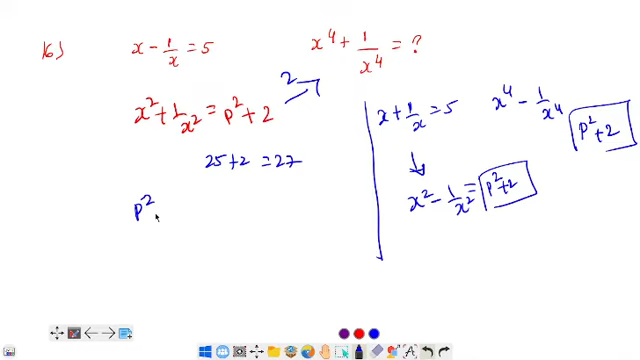 16) x - 1/x = 5   x^4 + 1/x^4 = ?
2
x^2 + 1/x^2 = p^2 + 2
25 + 2 = 27
p^2
x + 1/x = 5   x^4 - 1/x^4
p^2 + 2
x^2 - 1/x^2 = p^2 + 2